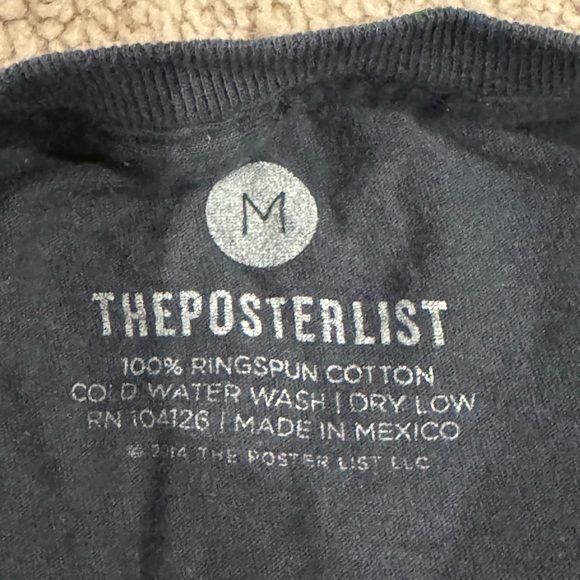 M
THEPOSTERLIST
100% RINGSPUN COTTON
COLD WATER WASH | DRY LOW
RN 104126 | MADE IN MEXICO
© 2014 THE POSTER LIST LLC